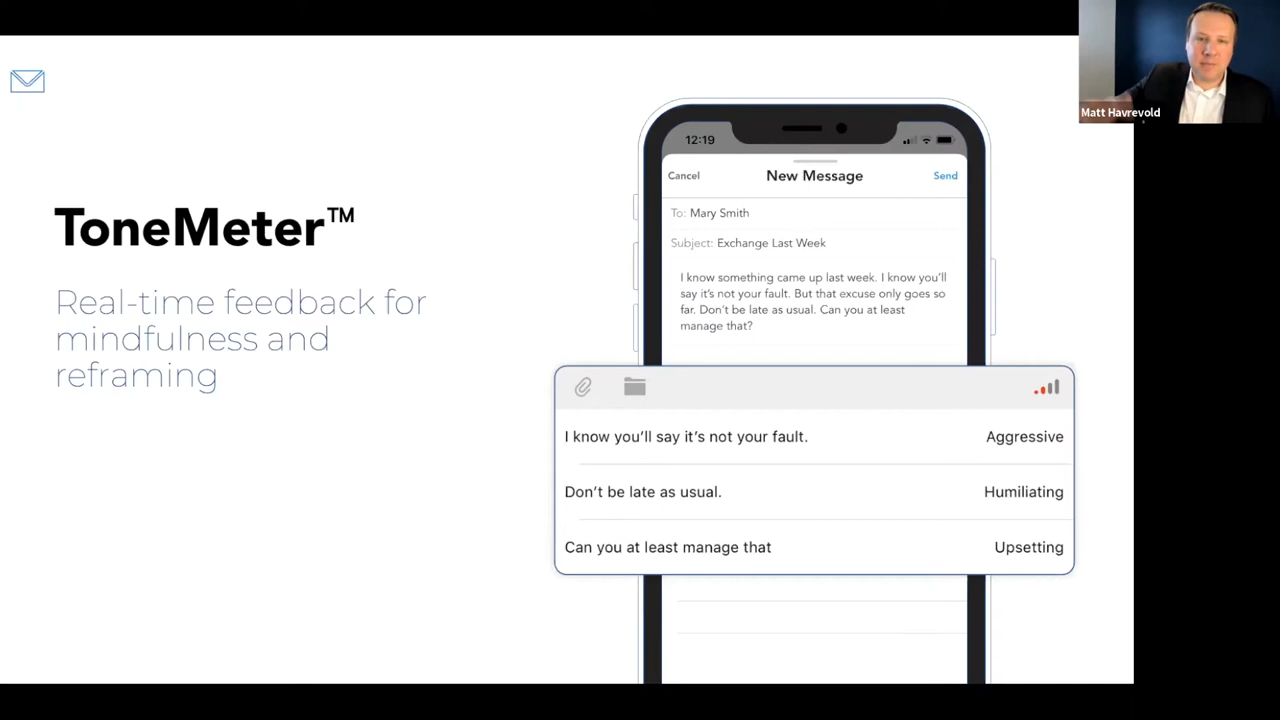 Matt Havrevold
ToneMeter™
Real-time feedback for
mindfulness and
reframing
12:19
Cancel
New Message
Send
To: Mary Smith
Subject: Exchange Last Week
I know something came up last week. I know you'll
say it's not your fault. But that excuse only goes so
far. Don't be late as usual. Can you at least
manage that?
I know you'll say it's not your fault.
Aggressive
Don't be late as usual.
Humiliating
Can you at least manage that
Upsetting